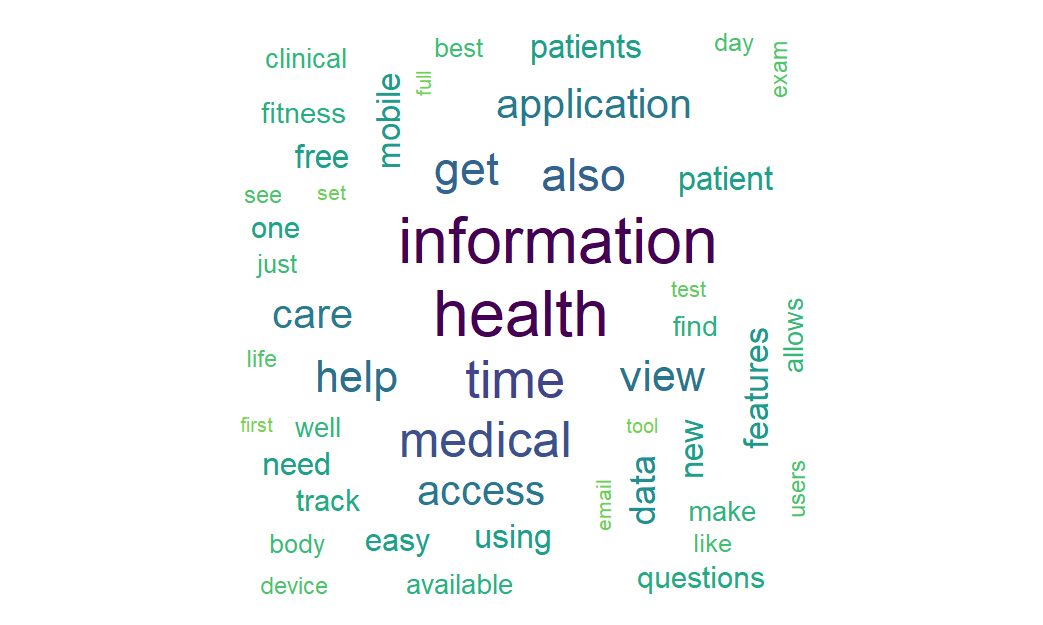 clinical
best
patients
day
exam
full
mobile
fitness
application
free
get
also
patient
see
set
one
information
just
test
health
care
find
allows
features
life
help
time
view
first
well
medical
tool
new
need
data
access
track
email
users
make
body
easy
using
like
device
available
questions